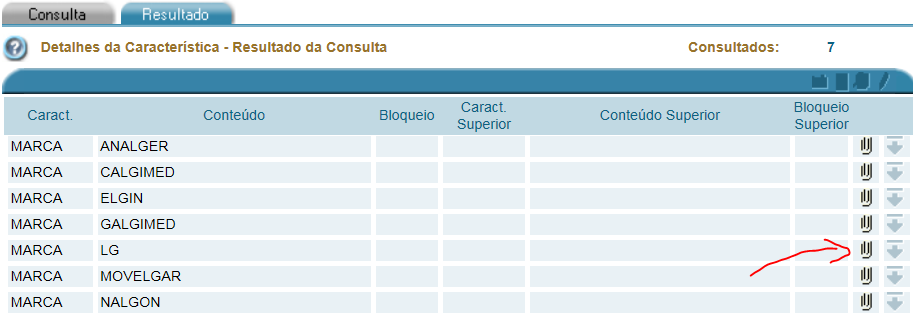 Consulta Resultado
Detalhes da Característica - Resultado da Consulta Consultados: 7
Caract. Conteúdo Bloqueio Caract. Superior Conteúdo Superior Bloqueio Superior
MARCA ANALGER
MARCA CALGIMED
MARCA ELGIN
MARCA GALGIMED
MARCA LG
MARCA MOVELGAR
MARCA NALGON